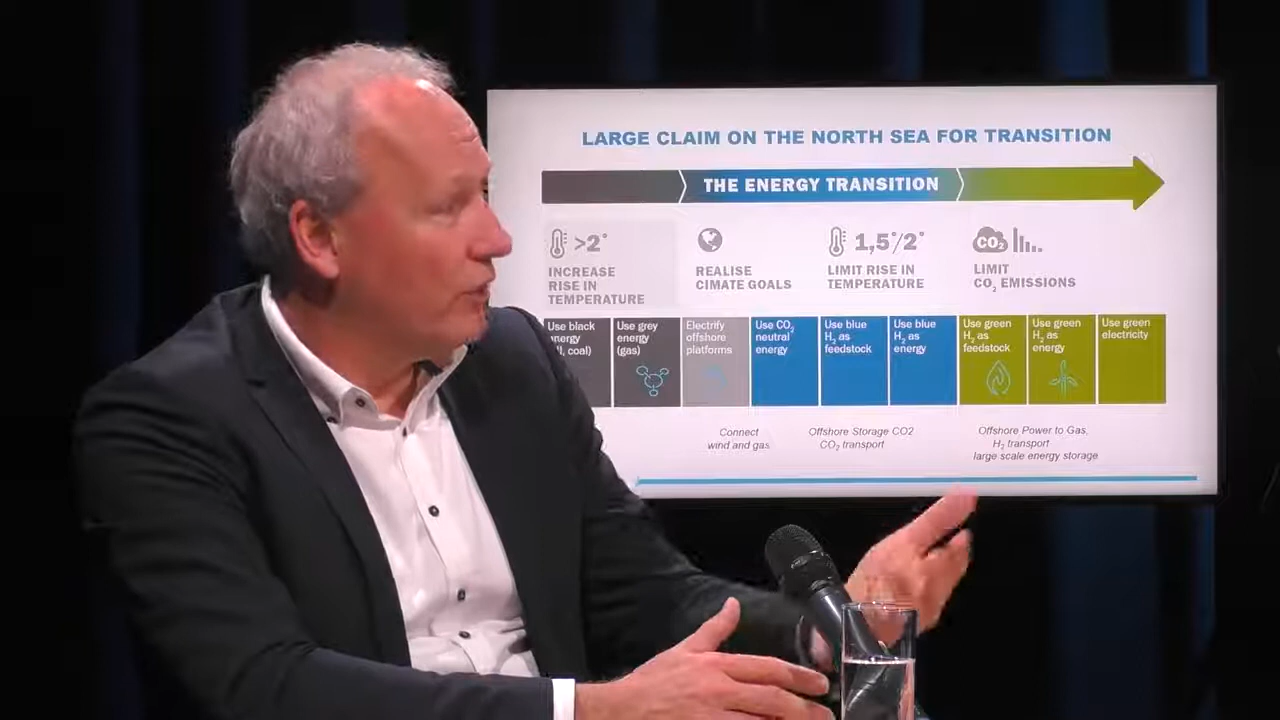 LARGE CLAIM ON THE NORTH SEA FOR TRANSITION
THE ENERGY TRANSITION
>2°
INCREASE
RISE IN
TEMPERATURE
REALISE
CIMATE GOALS
1,5°/2°
LIMIT RISE IN
TEMPERATURE
CO₂
LIMIT
CO₂ EMISSIONS
Use black
energy
coal)
Use grey
energy
(gas)
Electrify
offshore
platforms
Use CO₂
neutral
energy
Use blue
H₂ as
feedstock
Use blue
H₂ as
energy
Use green
H₂ as
feedstock
Use green
H₂ as
energy
Use green
electricity
Connect
wind and gas
Offshore Storage CO2
CO₂ transport
Offshore Power to Gas,
H₂ transport
large scale energy storage